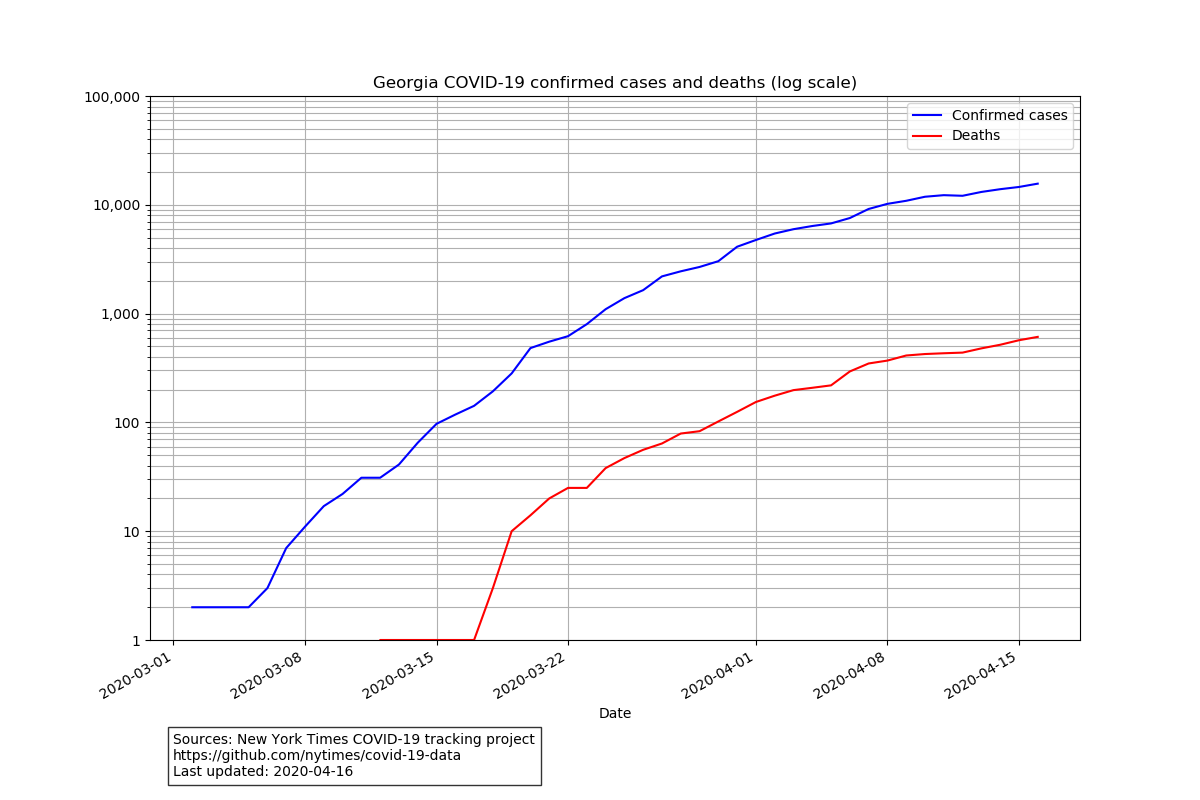 Georgia COVID-19 confirmed cases and deaths (log scale)
100,000
10,000
1,000
100
10
1
Confirmed cases
Deaths
2020-03-01
2020-03-08
2020-03-15
2020-03-22
2020-04-01
2020-04-08
2020-04-15
Date
Sources: New York Times COVID-19 tracking project
https://github.com/nytimes/covid-19-data
Last updated: 2020-04-16